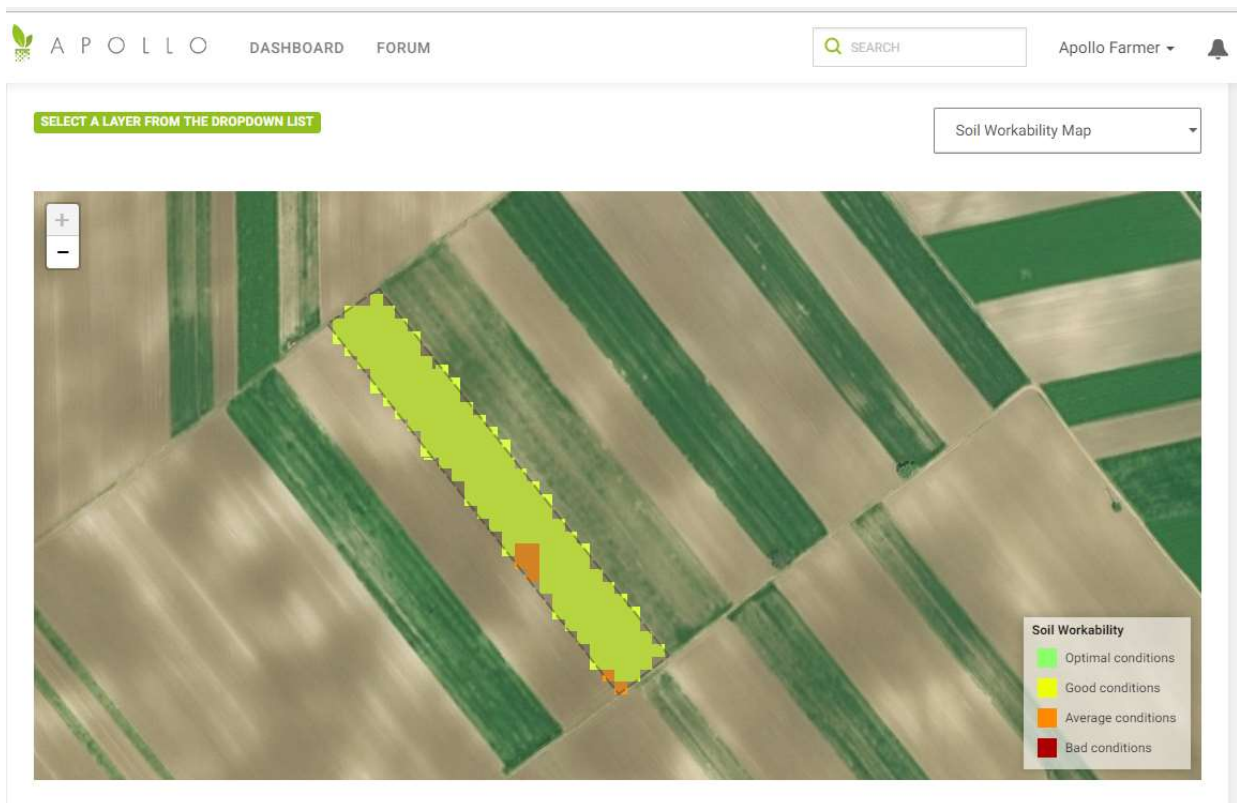 A P O L L O DASHBOARD FORUM SEARCH Apollo Farmer
SELECT A LAYER FROM THE DROPDOWN LIST
Soil Workability Map
+
−
Soil Workability
Optimal conditions
Good conditions
Average conditions
Bad conditions